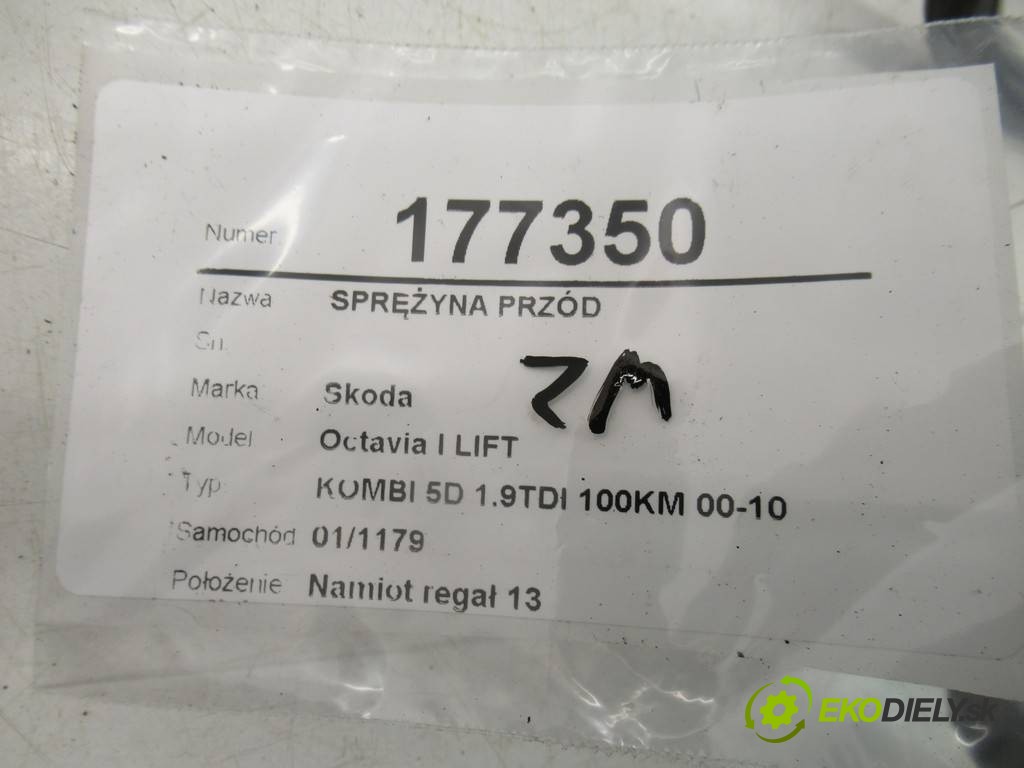 Numer 177350
Nazwa SPRĘŻYNA PRZÓD
Sn.
ZM
Marka Skoda
Model Octavia I LIFT
Typ KOMBI 5D 1.9TDI 100KM 00-10
Samochód 01/1179
Położenie Namiot regał 13
EKODIELY.sk